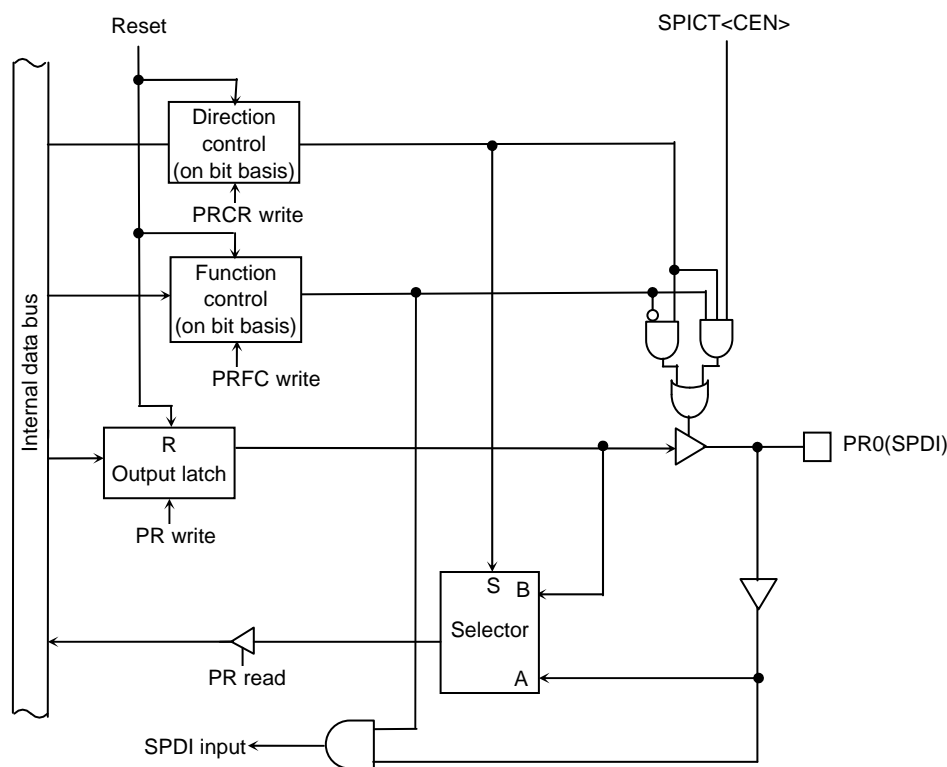 Reset
SPICT<CEN>
Direction
control
(on bit basis)
PRCR write
Internal data bus
Function
control
(on bit basis)
PRFC write
R
Output latch
PR write
PR0(SPDI)
S
B
Selector
A
PR read
SPDI input